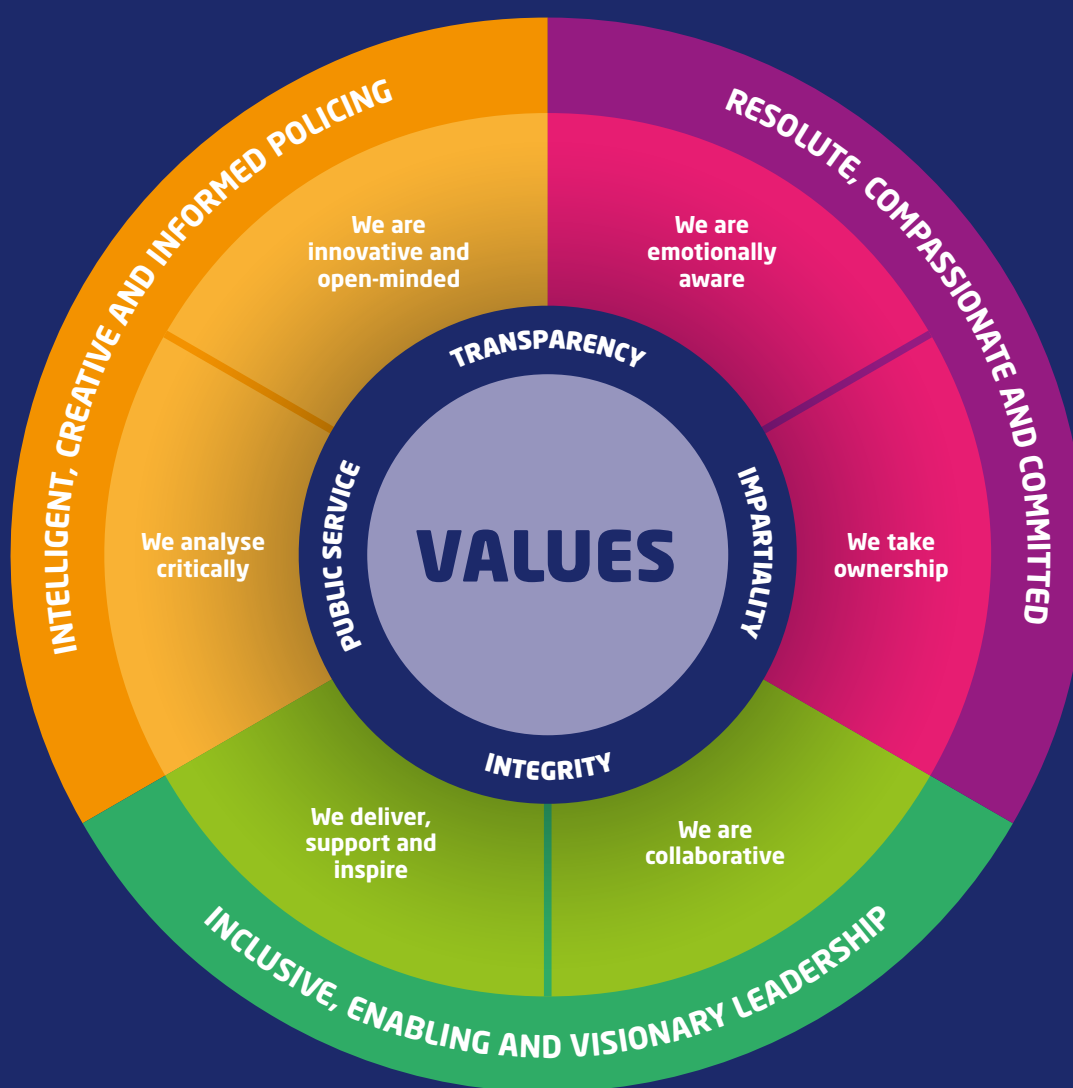 INTELLIGENT, CREATIVE AND INFORMED POLICING
RESOLUTE, COMPASSIONATE AND COMMITTED
We are
innovative and
open-minded
We are
emotionally
aware
TRANSPARENCY
PUBLIC SERVICE
VALUES
IMPARTIALITY
We analyse
critically
We take
ownership
INTEGRITY
We deliver,
support and
inspire
We are
collaborative
INCLUSIVE, ENABLING AND VISIONARY LEADERSHIP